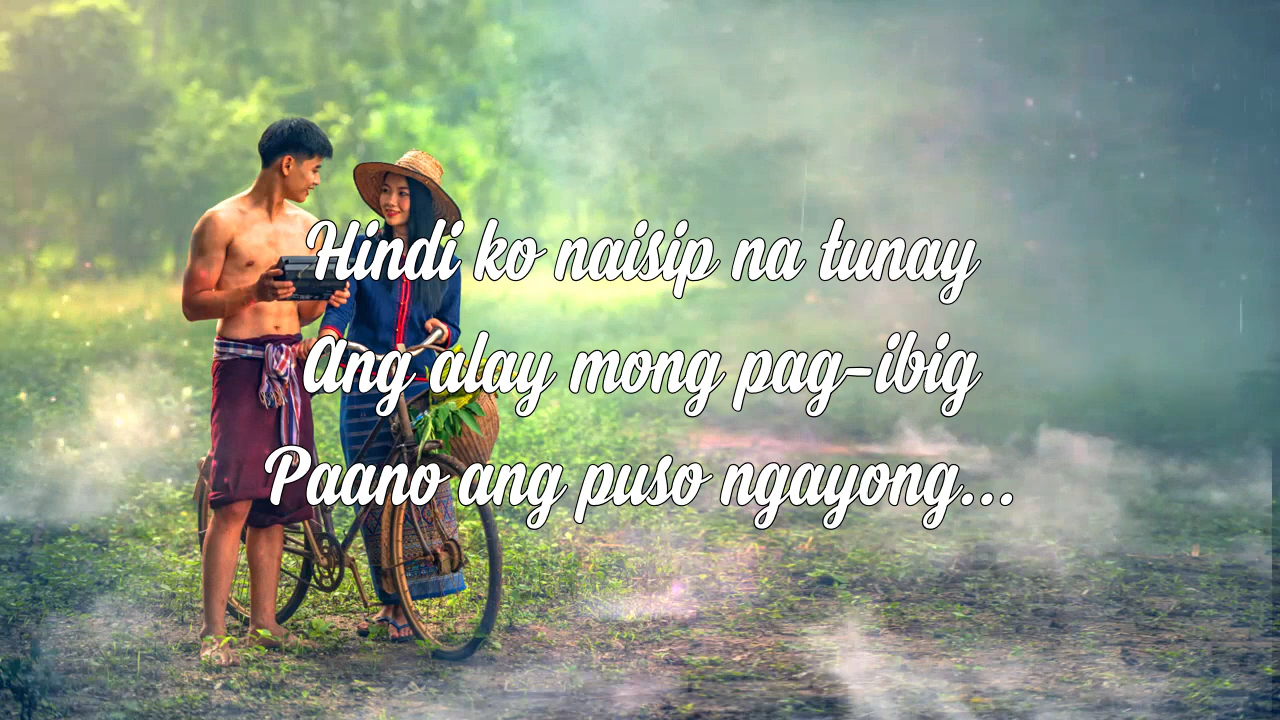 Hindi ko naisip na tunay
Ang alay mong pag-ibig
Paano ang puso ngayong...